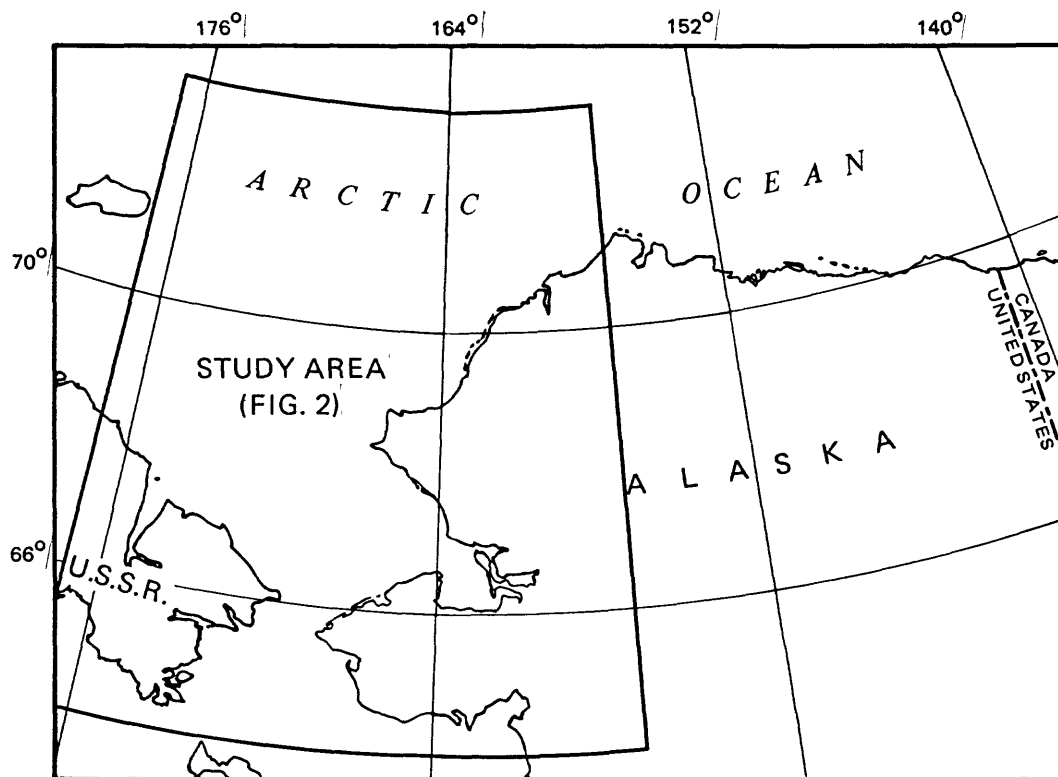 176° 164° 152° 140°
ARCTIC OCEAN
70°
CANADA
UNITED STATES
STUDY AREA
(FIG. 2)
ALASKA
66°
U.S.S.R.